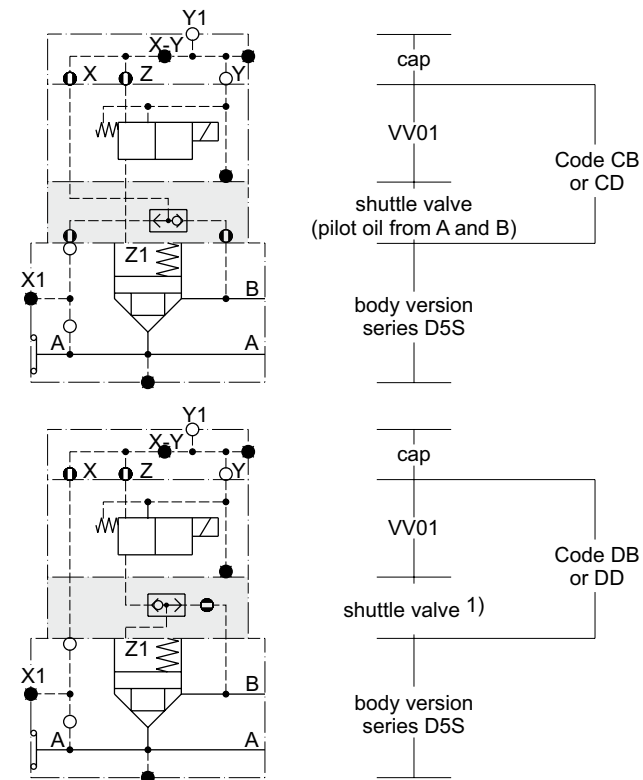 Y1
X-Y
X
Z
Y
cap
VV01
Code CB
or CD
shuttle valve
(pilot oil from A and B)
Z1
X1
B
A
A
body version
series D5S
Y1
X-Y
X
Z
Y
cap
VV01
Code DB
or DD
shuttle valve 1)
Z1
X1
B
A
A
body version
series D5S